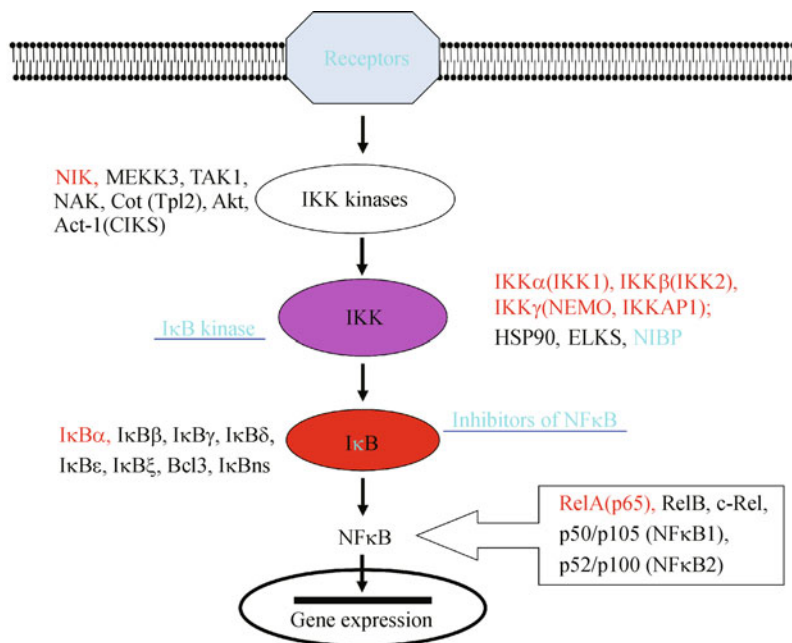 Receptors
NIK, MEKK3, TAK1,
NAK, Cot (Tpl2), Akt,
Act-1(CIKS)
IKK kinases
IKKα(IKK1), IKKβ(IKK2),
IKKγ(NEMO, IKKAP1);
HSP90, ELKS, NIBP
IκB kinase
IKK
Inhibitors of NFκB
IκBα, IκBβ, IκBγ, IκBδ,
IκBε, IκBξ, Bcl3, IκBns
IκB
RelA(p65), RelB, c-Rel,
p50/p105 (NFκB1),
p52/p100 (NFκB2)
NFκB
Gene expression